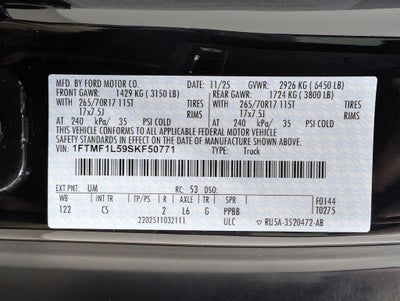 MFD. BY FORD MOTOR CO. 11/25 GVWR: 2926 KG ( 6450 LB)
FRONT GAWR: 1429 KG ( 3150 LB) REAR GAWR: 1724 KG ( 3800 LB)
WITH 265/70R17 115T TIRES WITH 265/70R17 115T TIRES
17x7.5J RIMS 17x7.5J RIMS
AT 240 kPa/ 35 PSI COLD AT 240 kPa/ 35 PSI COLD
THIS VEHICLE CONFORMS TO ALL APPLICABLE FEDERAL MOTOR VEHICLE
SAFETY STANDARDS IN EFFECT ON THE DATE OF MANUFACTURE SHOWN ABOVE.
VIN: 1FTMF1L59SKF50771 TYPE: Truck
EXT PNT: UM RC: 53 DSO:
WB INT TR TP/PS R AXLE TR SPR F0144
122 CS 2 L6 G PPBB T0275
2202511032111 ULC RU5A-3520472-AB